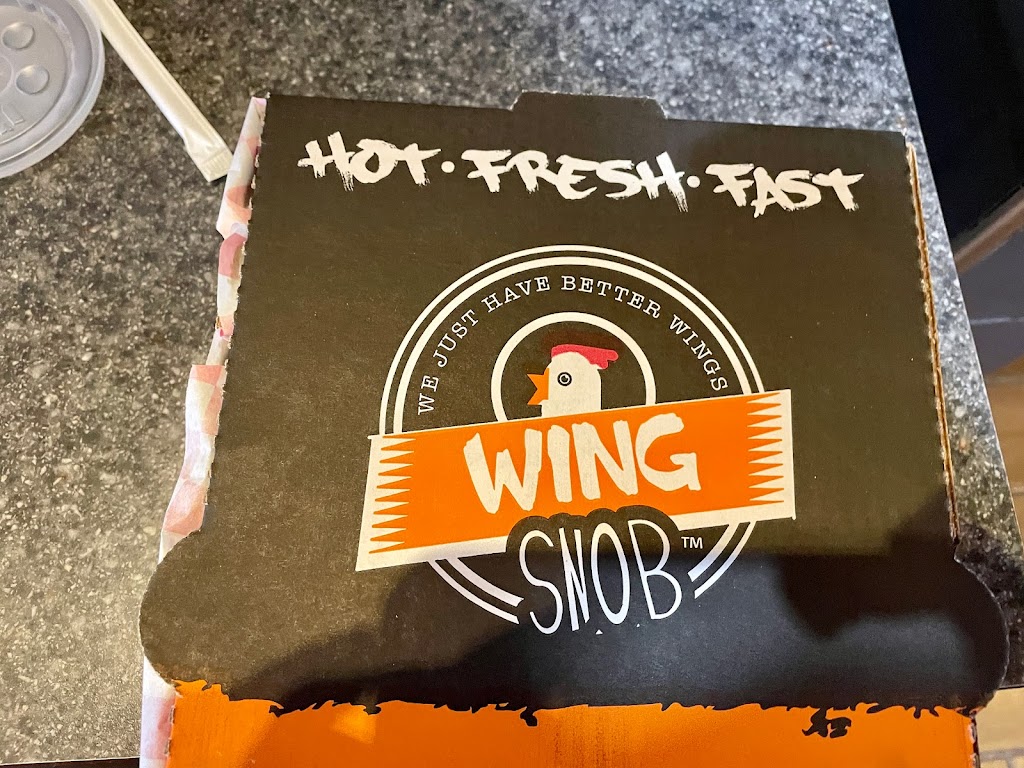 HOT · FRESH · FAST
WE JUST HAVE BETTER WINGS
WING
SNOB™